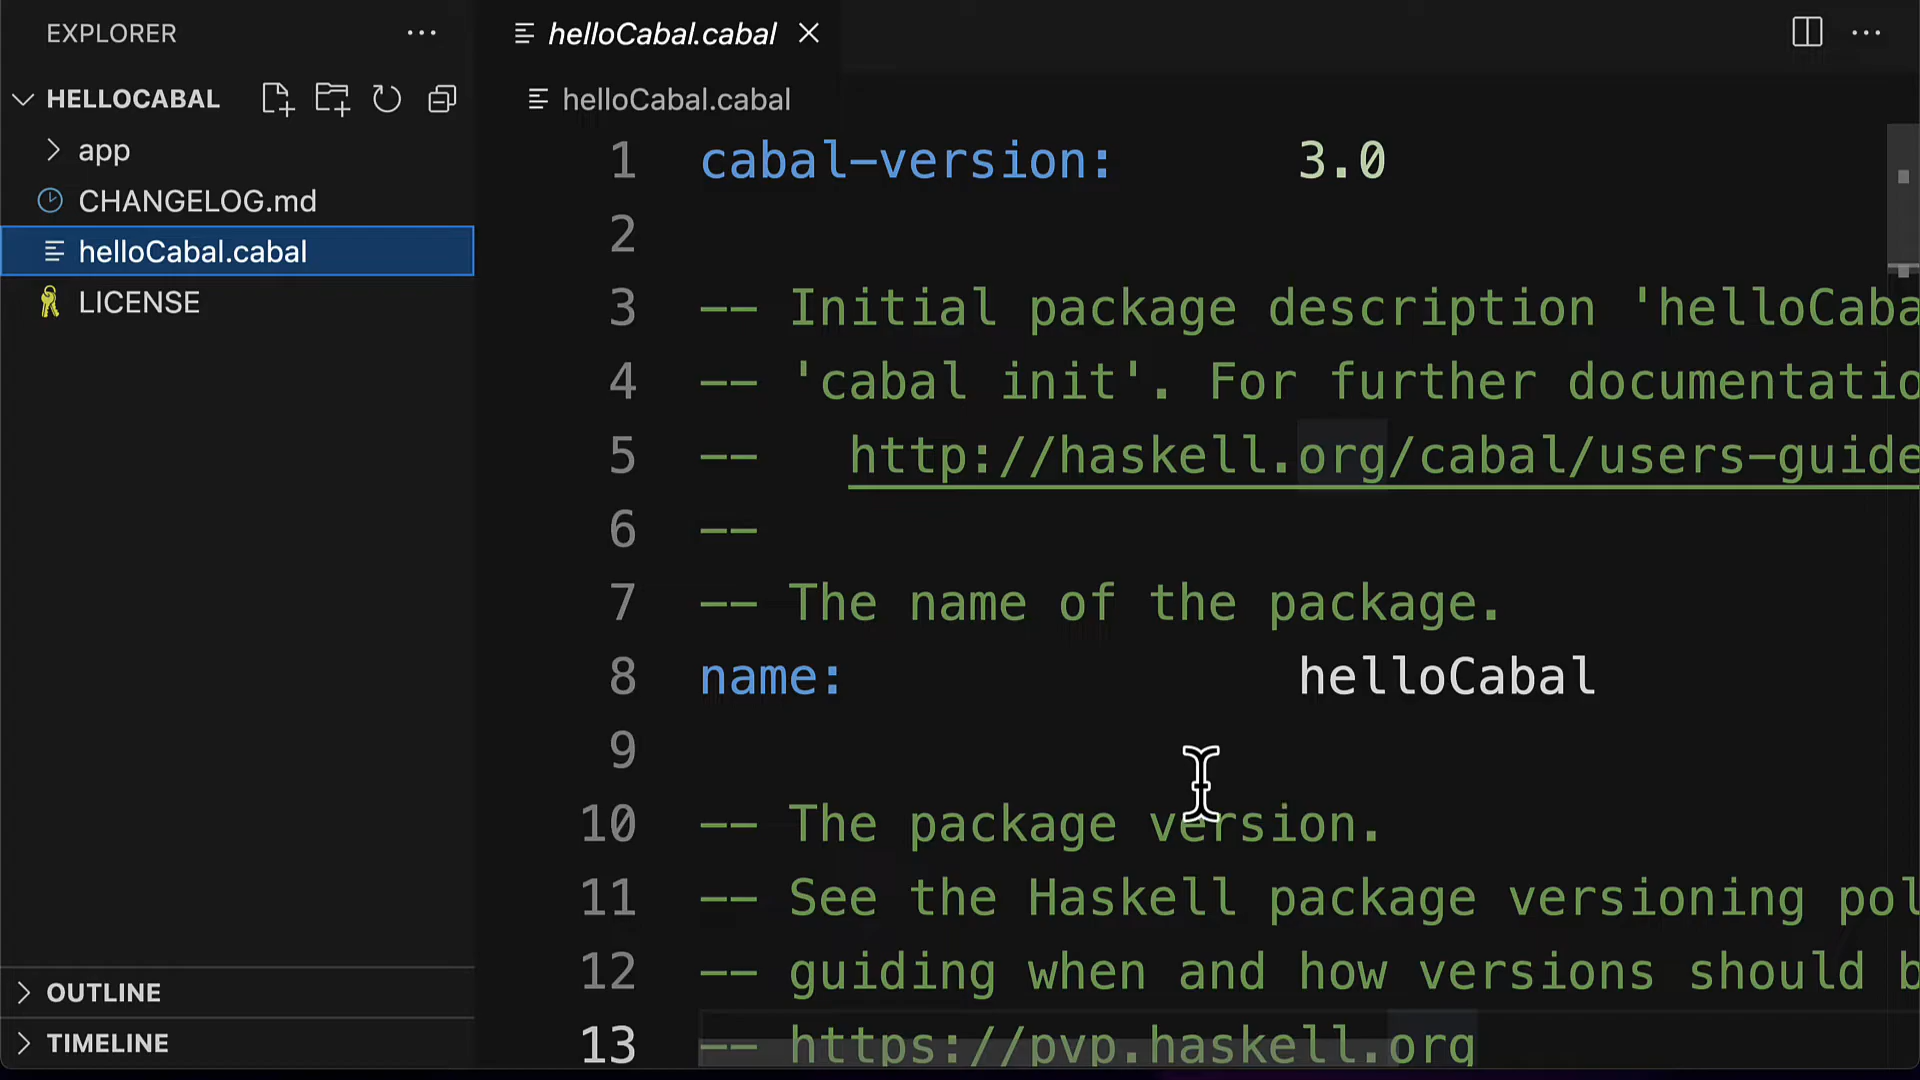 EXPLORER
HELLOCABAL
app
CHANGELOG.md
helloCabal.cabal
LICENSE
OUTLINE
TIMELINE
helloCabal.cabal
helloCabal.cabal
1 cabal-version: 3.0
2
3 -- Initial package description 'helloCaba
4 -- 'cabal init'. For further documentatio
5 -- http://haskell.org/cabal/users-guide
6 --
7 -- The name of the package.
8 name: helloCabal
9
10 -- The package version.
11 -- See the Haskell package versioning pol
12 -- guiding when and how versions should b
13 -- https://pvp.haskell.org